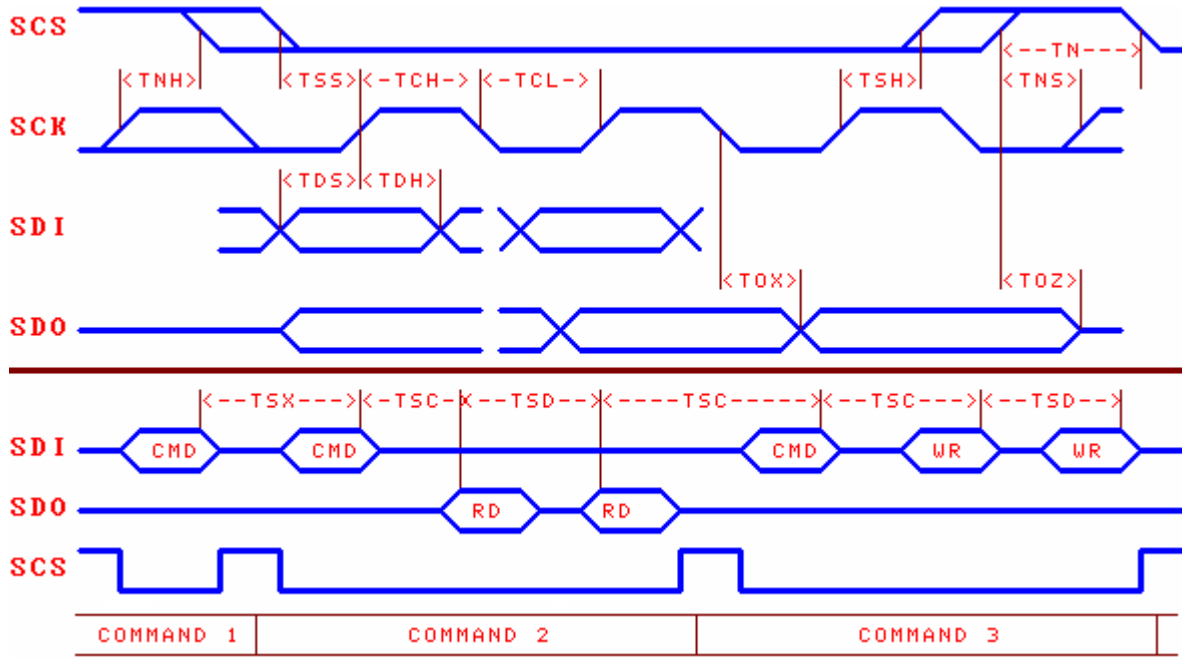 SCS
<--TN--->
<TNH> <TSS> <-TCH-> <-TCL-> <TSH> <TNS>
SCK
<TDS> <TDH>
SDI
<TOX> <TOZ>
SDO
<--TSX---> <-TSC-X--TSD--> <----TSC-----> <--TSC---> <--TSD-->
SDI CMD CMD CMD WR WR
SDO RD RD
SCS
COMMAND 1 COMMAND 2 COMMAND 3